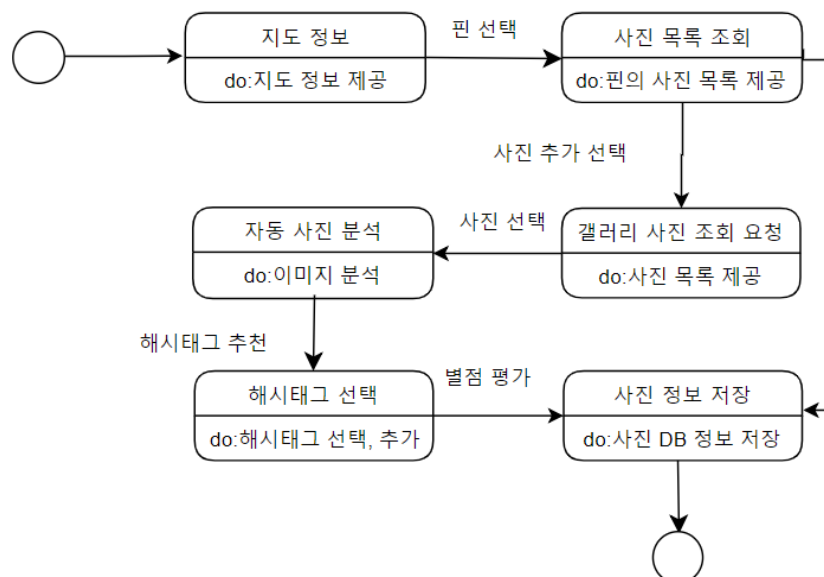 지도 정보
do:지도 정보 제공
핀 선택
사진 목록 조회
do:핀의 사진 목록 제공
사진 추가 선택
갤러리 사진 조회 요청
do:사진 목록 제공
사진 선택
자동 사진 분석
do:이미지 분석
해시태그 추천
해시태그 선택
do:해시태그 선택, 추가
별점 평가
사진 정보 저장
do:사진 DB 정보 저장